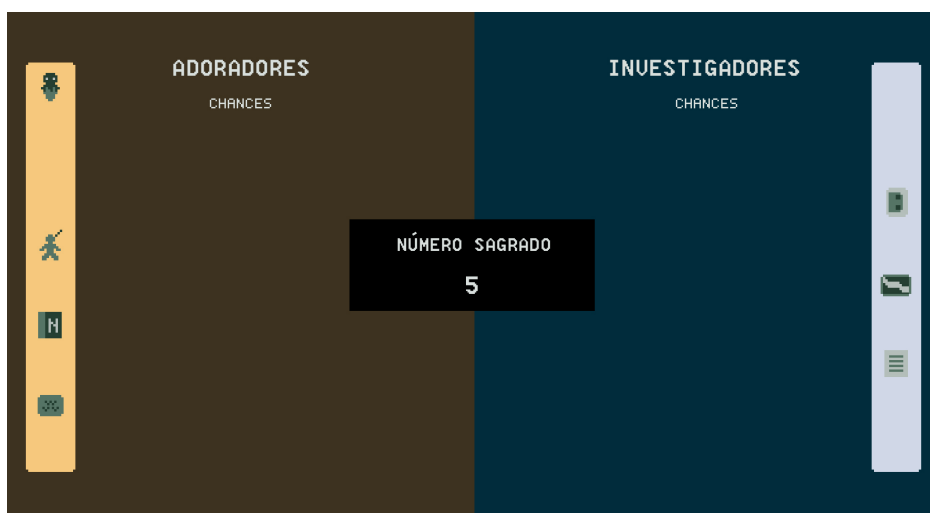 ADORADORES
CHANCES
INVESTIGADORES
CHANCES
NÚMERO SAGRADO
5
N